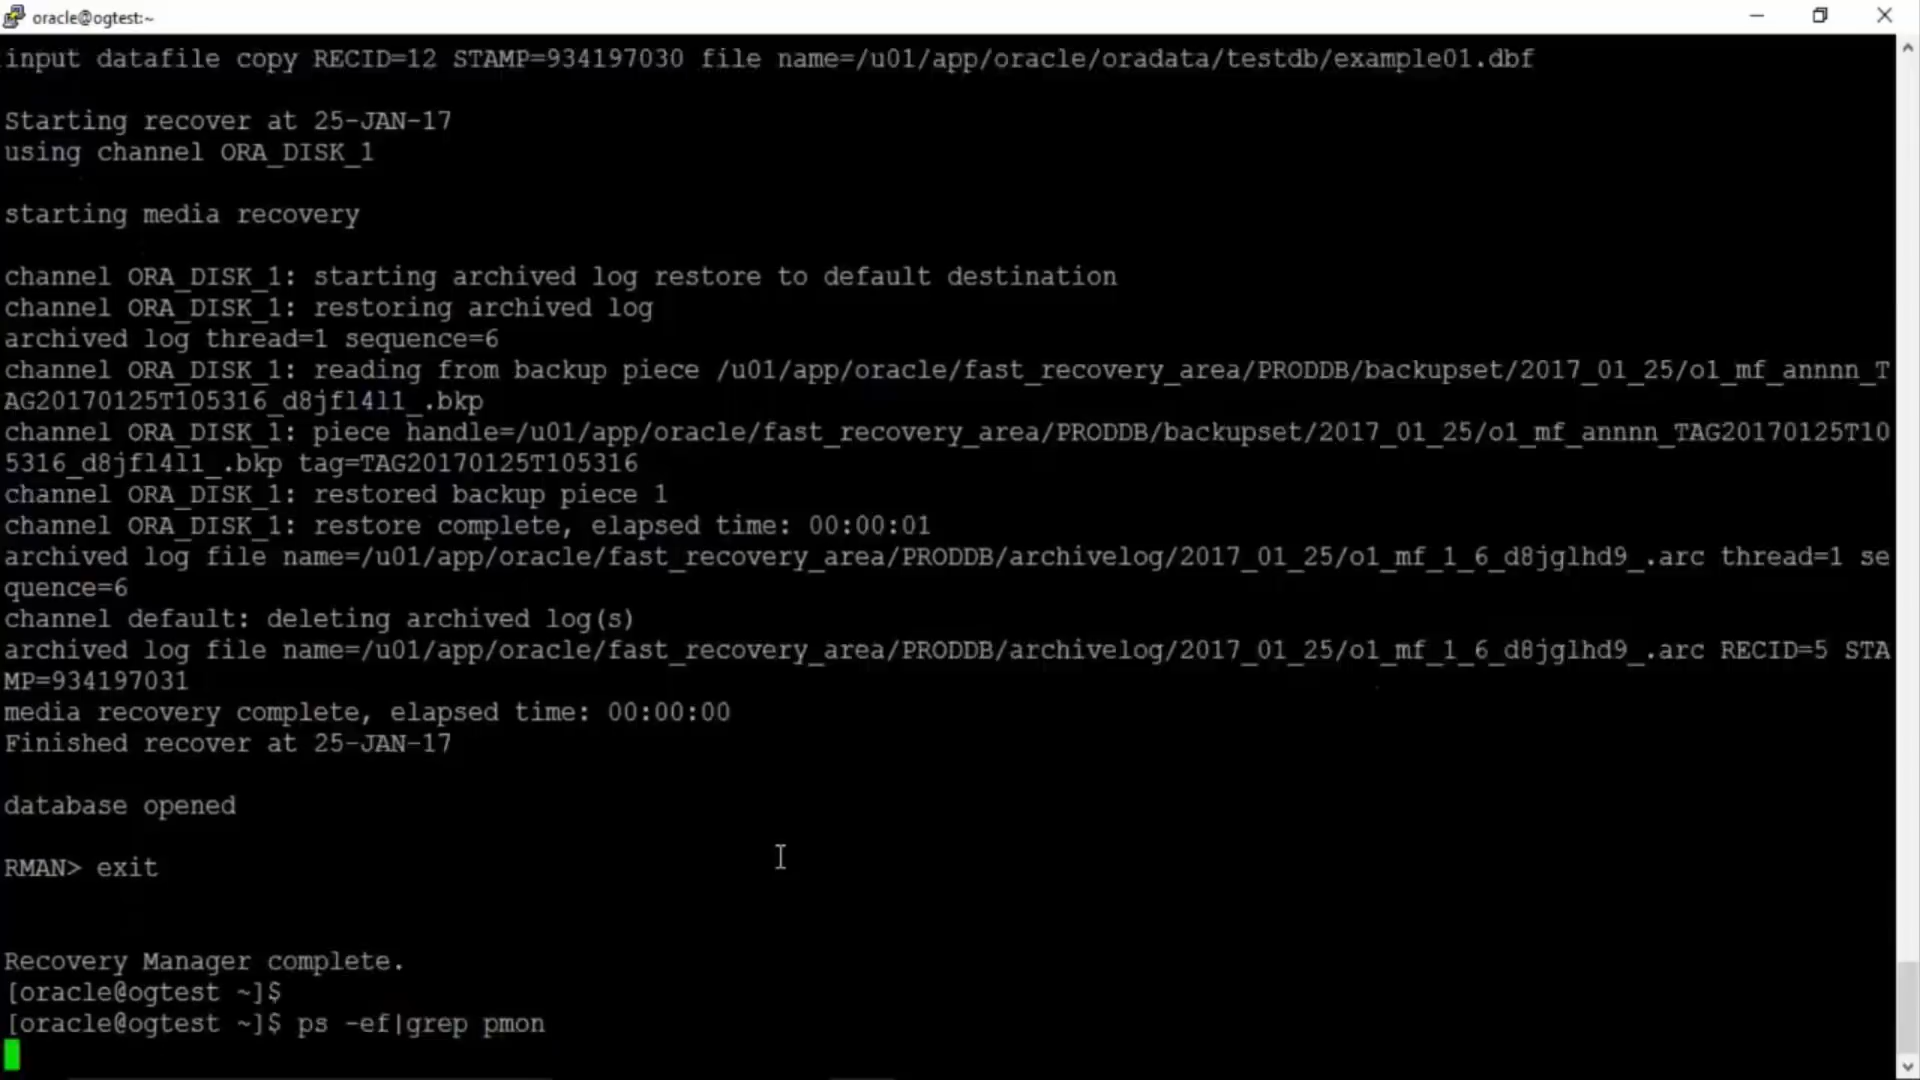 oracle@ogtest:~
input datafile copy RECID=12 STAMP=934197030 file name=/u01/app/oracle/oradata/testdb/example01.dbf
Starting recover at 25-JAN-17
using channel ORA_DISK_1
starting media recovery
channel ORA_DISK_1: starting archived log restore to default destination
channel ORA_DISK_1: restoring archived log
archived log thread=1 sequence=6
channel ORA_DISK_1: reading from backup piece /u01/app/oracle/fast_recovery_area/PRODDB/backupset/2017_01_25/o1_mf_annnn_T
AG20170125T105316_d8jfl4l1_.bkp
channel ORA_DISK_1: piece handle=/u01/app/oracle/fast_recovery_area/PRODDB/backupset/2017_01_25/o1_mf_annnn_TAG20170125T10
5316_d8jfl4l1_.bkp tag=TAG20170125T105316
channel ORA_DISK_1: restored backup piece 1
channel ORA_DISK_1: restore complete, elapsed time: 00:00:01
archived log file name=/u01/app/oracle/fast_recovery_area/PRODDB/archivelog/2017_01_25/o1_mf_1_6_d8jglhd9_.arc thread=1 se
quence=6
channel default: deleting archived log(s)
archived log file name=/u01/app/oracle/fast_recovery_area/PRODDB/archivelog/2017_01_25/o1_mf_1_6_d8jglhd9_.arc RECID=5 STA
MP=934197031
media recovery complete, elapsed time: 00:00:00
Finished recover at 25-JAN-17
database opened
RMAN> exit
Recovery Manager complete.
[oracle@ogtest ~]$
[oracle@ogtest ~]$ ps -ef|grep pmon